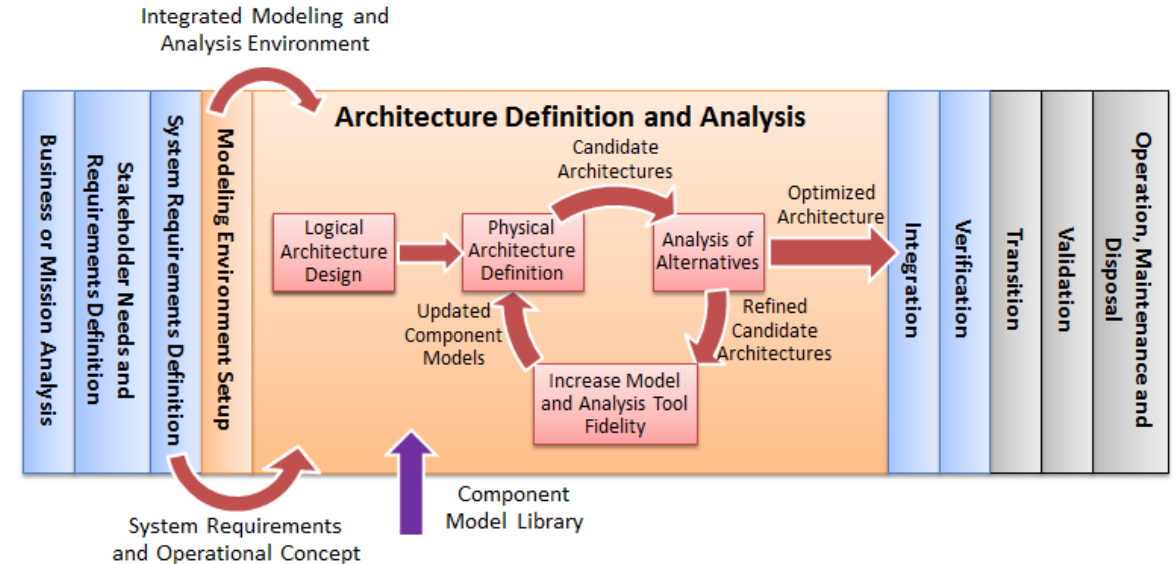 Integrated Modeling and
Analysis Environment
Business or Mission Analysis
Stakeholder Needs and
Requirements Definition
System Requirements Definition
Modeling Environment Setup
Architecture Definition and Analysis
Candidate
Architectures
Logical
Architecture
Design
Physical
Architecture
Definition
Analysis of
Alternatives
Optimized
Architecture
Updated
Component
Models
Refined
Candidate
Architectures
Increase Model
and Analysis Tool
Fidelity
Integration
Verification
Transition
Validation
Operation, Maintenance and
Disposal
System Requirements
and Operational Concept
Component
Model Library